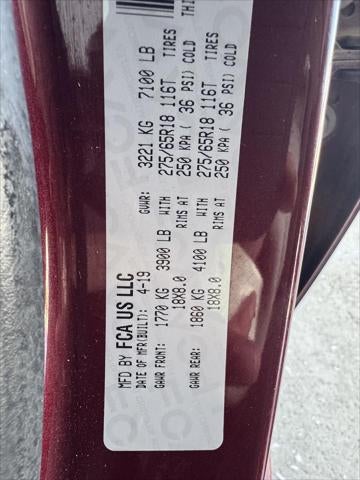 MFD BY FCA US LLC
DATE OF MFR(BUILT): 4-19 GVWR: 3221 KG 7100 LB
GAWR FRONT: 1770 KG 3900 LB WITH 275/65R18 116T TIRES
18X8.0 RIMS AT 250 KPA ( 36 PSI) COLD
GAWR REAR: 1860 KG 4100 LB WITH 275/65R18 116T TIRES
18X8.0 RIMS AT 250 KPA ( 36 PSI) COLD